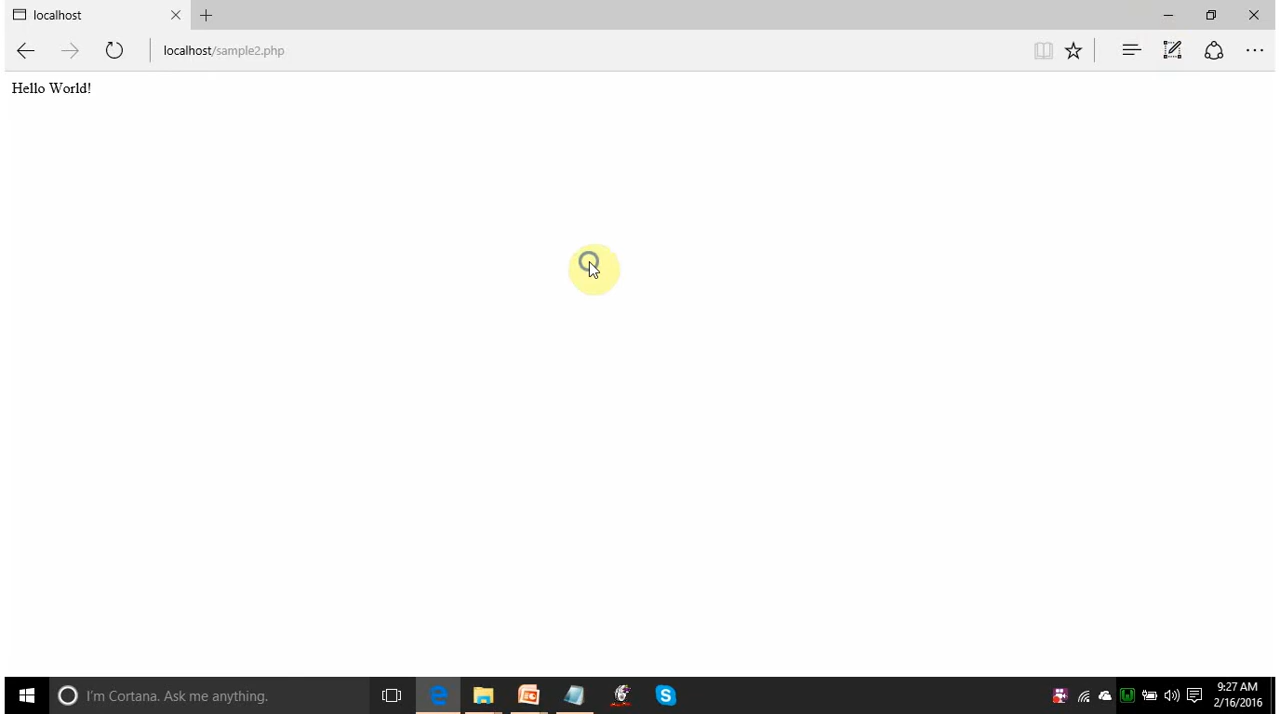 localhost
localhost/sample2.php
Hello World!
I'm Cortana. Ask me anything.
9:27 AM
2/16/2016